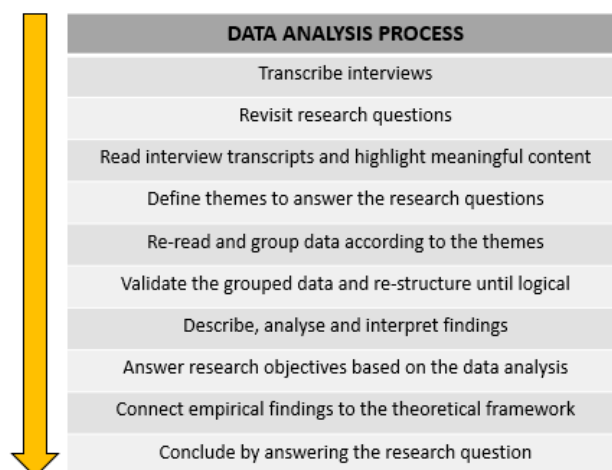 DATA ANALYSIS PROCESS
Transcribe interviews
Revisit research questions
Read interview transcripts and highlight meaningful content
Define themes to answer the research questions
Re-read and group data according to the themes
Validate the grouped data and re-structure until logical
Describe, analyse and interpret findings
Answer research objectives based on the data analysis
Connect empirical findings to the theoretical framework
Conclude by answering the research question